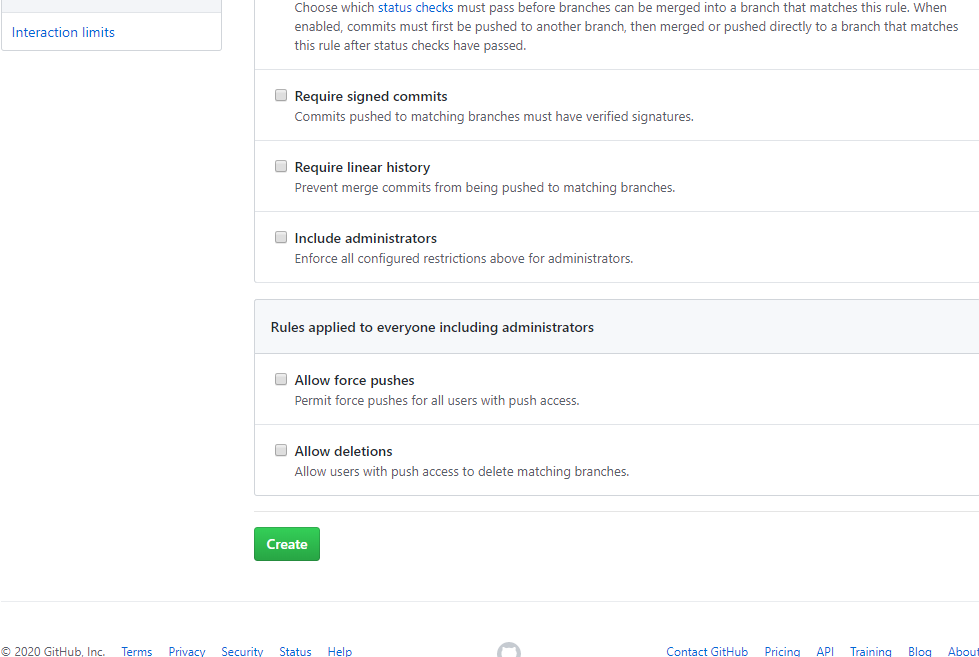 Interaction limits
Choose which status checks must pass before branches can be merged into a branch that matches this rule. When
enabled, commits must first be pushed to another branch, then merged or pushed directly to a branch that matches
this rule after status checks have passed.
Require signed commits
Commits pushed to matching branches must have verified signatures.
Require linear history
Prevent merge commits from being pushed to matching branches.
Include administrators
Enforce all configured restrictions above for administrators.
Rules applied to everyone including administrators
Allow force pushes
Permit force pushes for all users with push access.
Allow deletions
Allow users with push access to delete matching branches.
Create
© 2020 GitHub, Inc. Terms Privacy Security Status Help Contact GitHub Pricing API Training Blog About